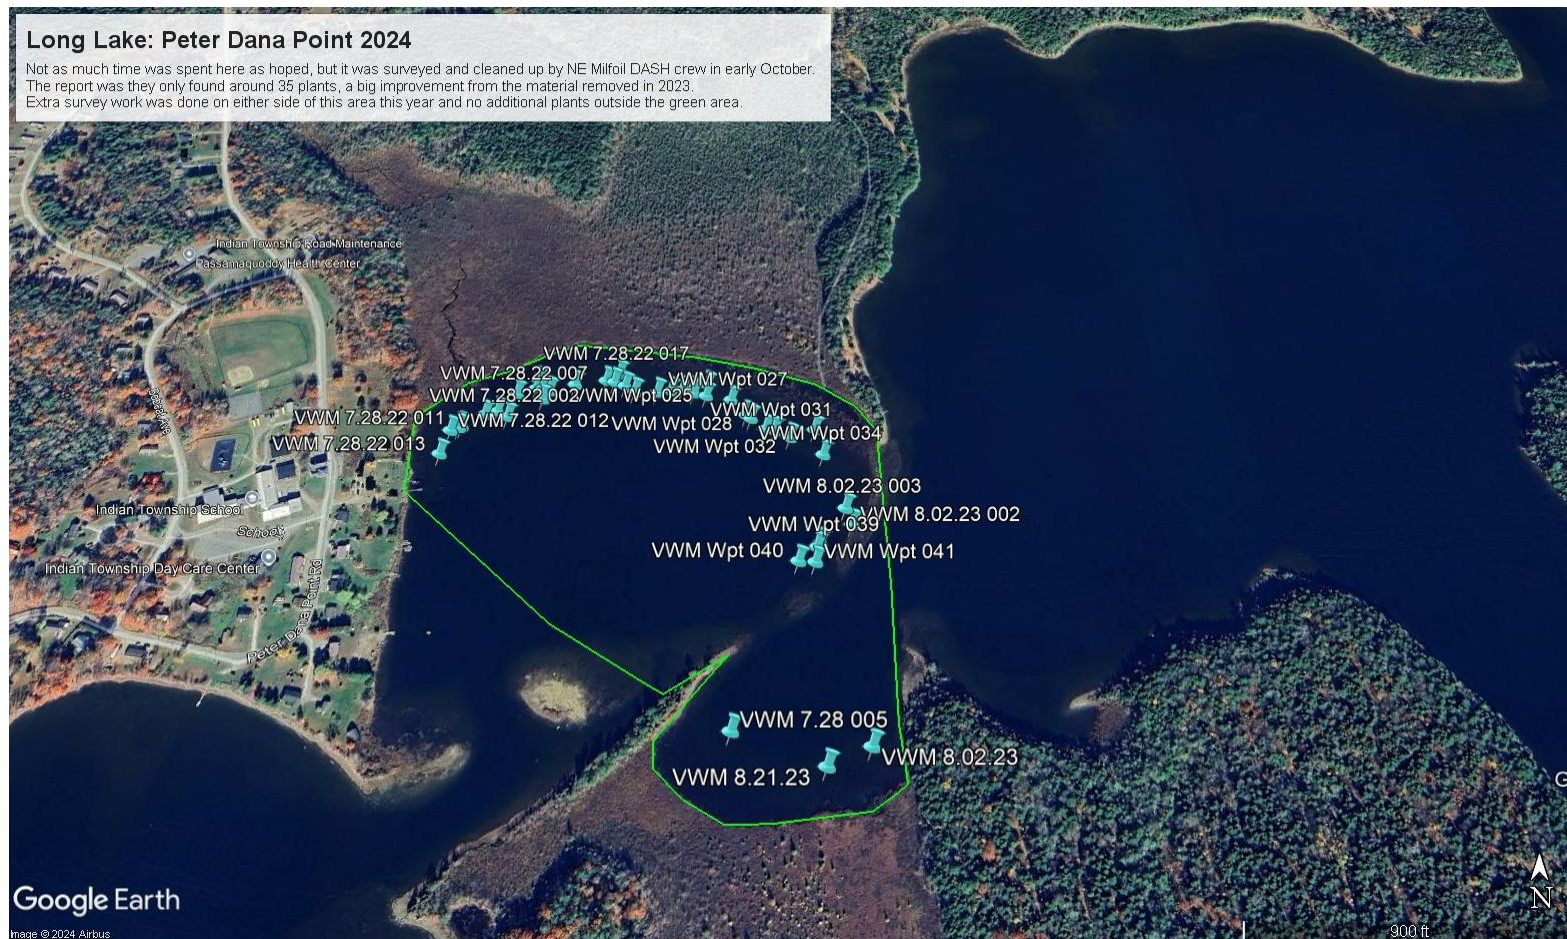 Long Lake: Peter Dana Point 2024
Not as much time was spent here as hoped, but it was surveyed and cleaned up by NE Milfoil DASH crew in early October.
The report was they only found around 35 plants, a big improvement from the material removed in 2023.
Extra survey work was done on either side of this area this year and no additional plants outside the green area.
Indian Township Road Maintenance
Passamaquoddy Health Center
VWM 7.28.22 017
VWM 7.28.22 007
VWM Wpt 027
VWM 7.28.22 002
VWM Wpt 025
VWM Wpt 031
VWM 7.28.22 011
VWM 7.28.22 012
VWM Wpt 028
VWM Wpt 034
VWM 7.28.22 013
VWM Wpt 032
VWM 8.02.23 003
VWM 8.02.23 002
Indian Township School
VWM Wpt 039
School
VWM Wpt 040
VWM Wpt 041
Indian Township Day Care Center
Peter Dana Point Rd
VWM 7.28 005
VWM 8.02.23
VWM 8.21.23
G
Google Earth
N
Image © 2024 Airbus
900 ft